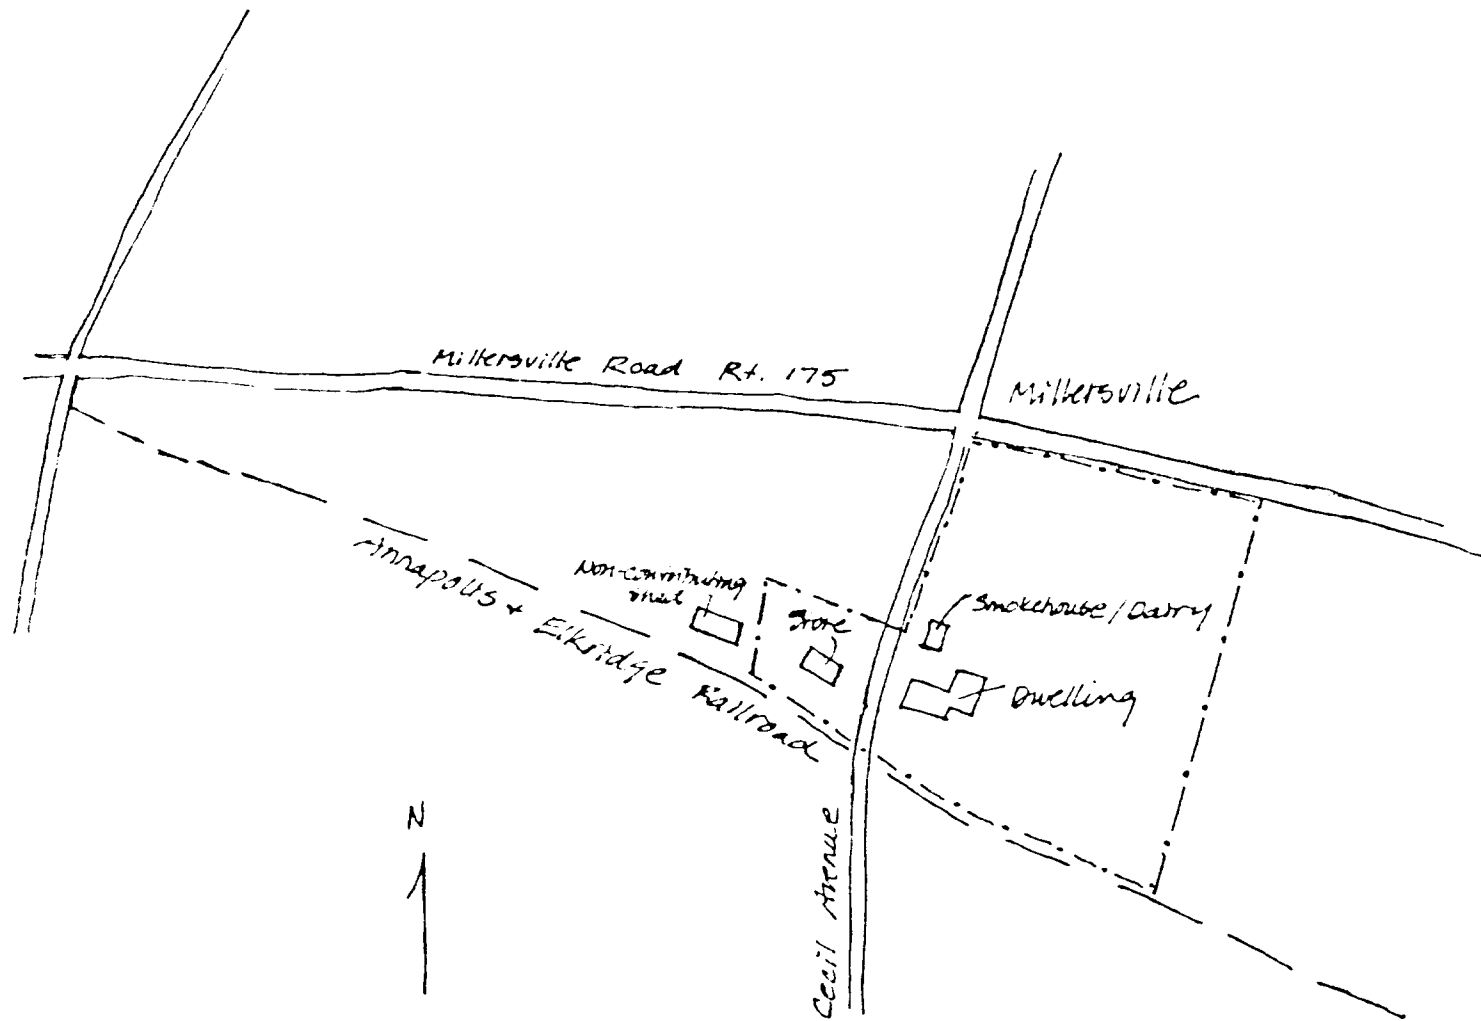 Millersville Road Rt. 175
Millersville
Annapolis + Elkridge Railroad
Non-contributing
Store
Smokehouse/Dairy
Dwelling
N
Cecil Avenue